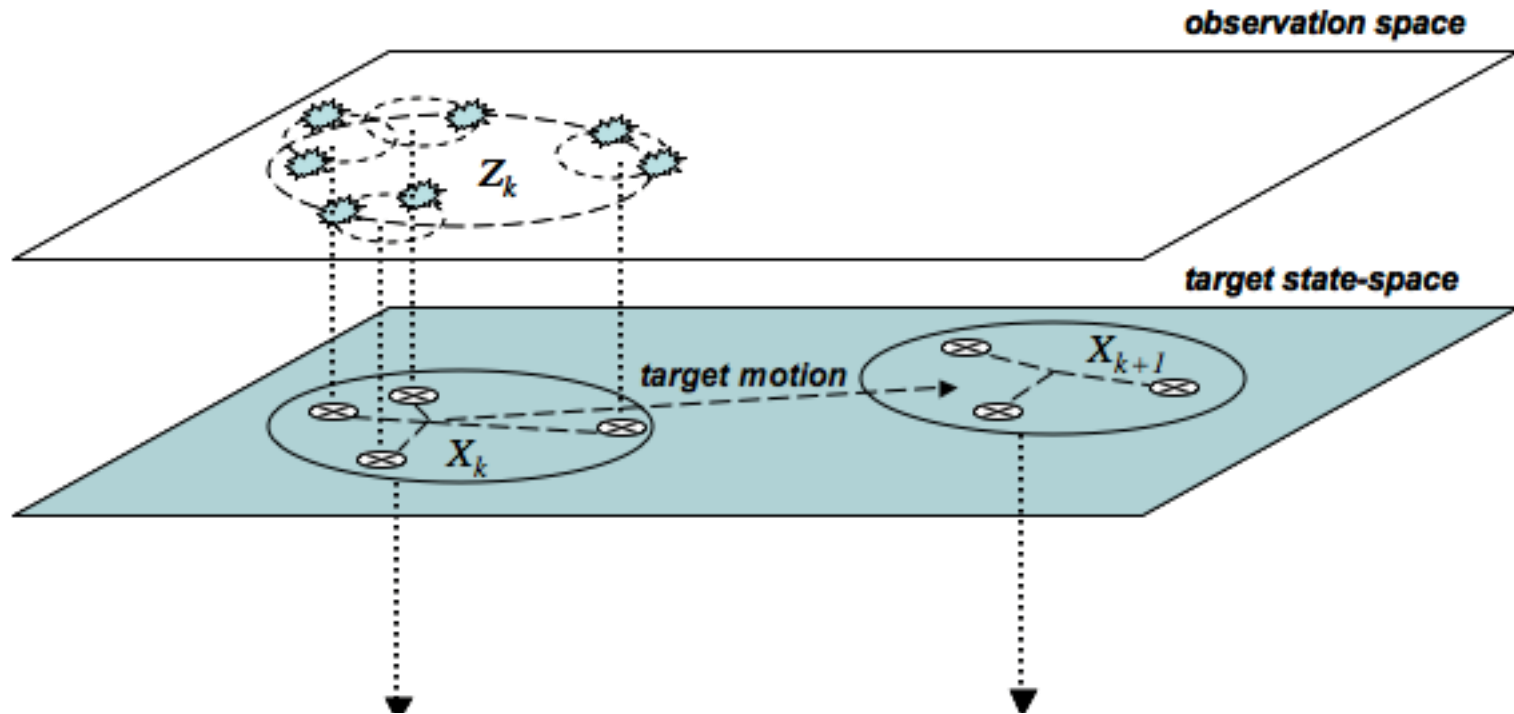 observation space
Z_k
target state-space
target motion
X_{k+1}
X_k